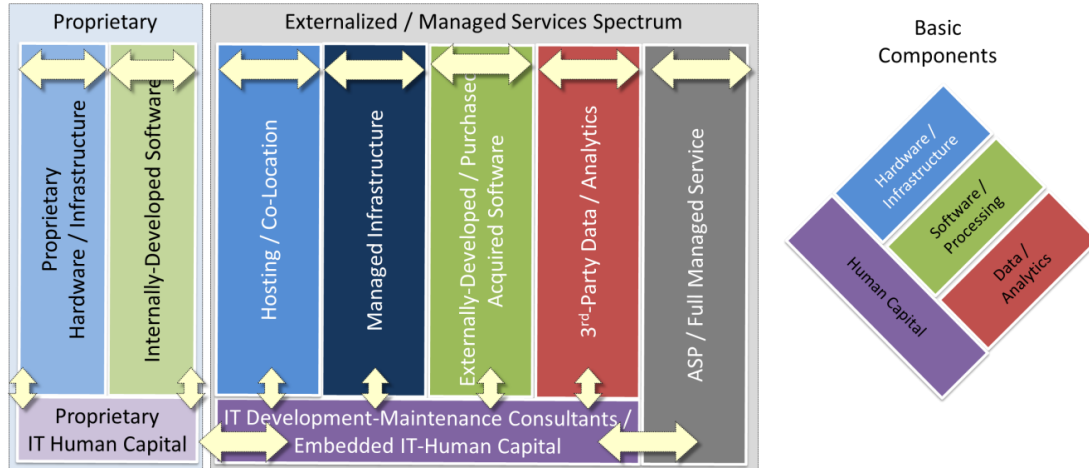 Proprietary
Externalized / Managed Services Spectrum
Proprietary
Hardware / Infrastructure
Internally-Developed Software
Hosting / Co-Location
Managed Infrastructure
Externally-Developed / Purchased
Acquired Software
3rd-Party Data / Analytics
ASP / Full Managed Service
Proprietary
IT Human Capital
IT Development-Maintenance Consultants /
Embedded IT-Human Capital
Basic
Components
Hardware /
Infrastructure
Software /
Processing
Data /
Analytics
Human Capital